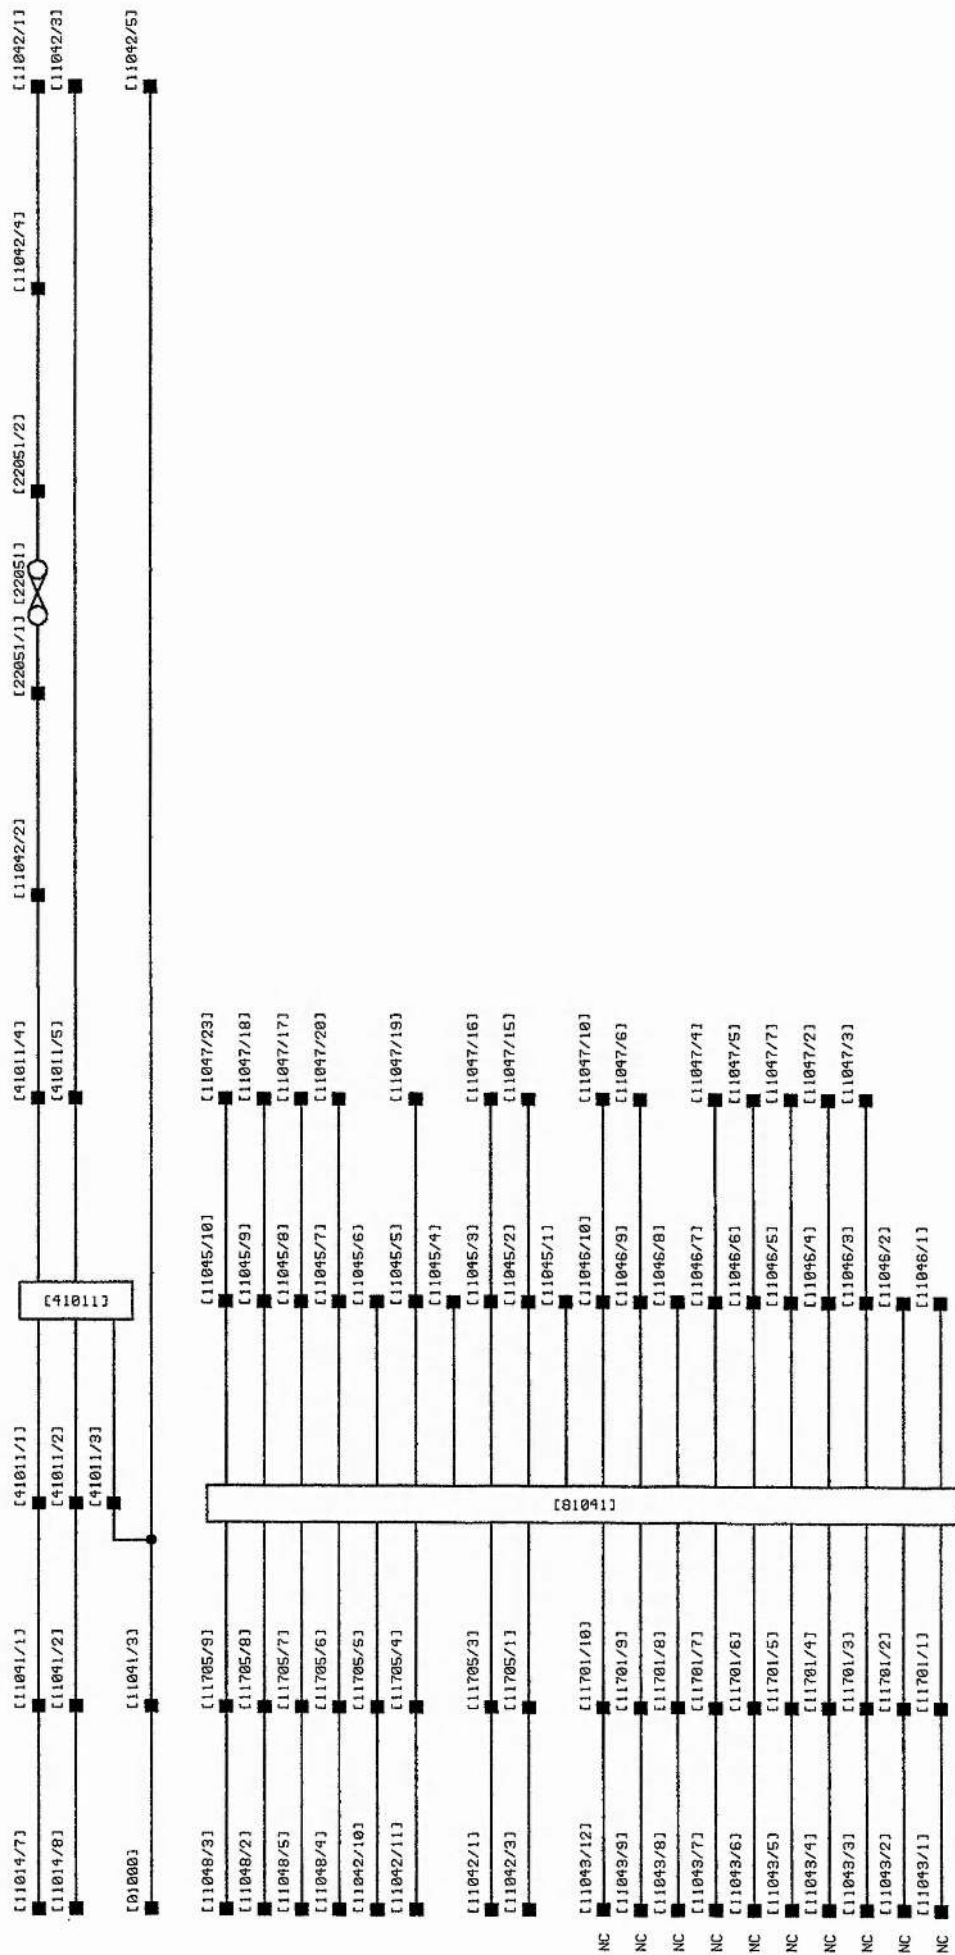 [11014/7] [11041/1] [41011/1] [41011/4] [11042/2] [22051/1] [22051] [22051/2] [11042/4] [11042/1]
[11014/8] [11041/2] [41011/2] [41011/5] [11042/3]
[41011]
[41011/3]
[01000] [11041/3] [11042/5]
[11048/3] [11705/9] [11045/10] [11047/23]
[11048/2] [11705/8] [11045/9] [11047/18]
[11048/5] [11705/7] [11045/8] [11047/17]
[11048/4] [11705/6] [11045/7] [11047/20]
[11042/10] [11705/5] [11045/6]
[11042/11] [11705/4] [11045/5] [11047/19]
[11045/4]
[11042/1] [11705/3] [11045/3] [11047/16]
[11042/3] [11705/1] [11045/2] [11047/15]
[11045/1]
[81041]
NC [11043/12] [11701/10] [11046/10] [11047/10]
NC [11043/9] [11701/9] [11046/9] [11047/6]
NC [11043/8] [11701/8] [11046/8]
NC [11043/7] [11701/7] [11046/7] [11047/4]
NC [11043/6] [11701/6] [11046/6] [11047/5]
NC [11043/5] [11701/5] [11046/5] [11047/7]
NC [11043/4] [11701/4] [11046/4] [11047/2]
NC [11043/3] [11701/3] [11046/3] [11047/3]
NC [11043/2] [11701/2] [11046/2]
NC [11043/1] [11701/1] [11046/1]